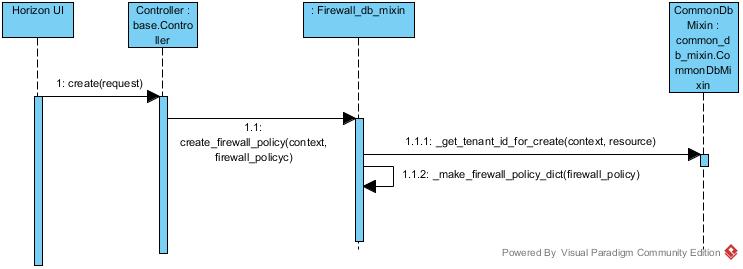 Horizon UI
Controller :
base.Contro
ller
: Firewall_db_mixin
CommonDb
Mixin :
common_d
b_mixin.Co
mmonDbMi
xin
1: create(request)
1.1:
create_firewall_policy(context,
firewall_policyc)
1.1.1: _get_tenant_id_for_create(context, resource)
1.1.2: _make_firewall_policy_dict(firewall_policy)
Powered By Visual Paradigm Community Edition